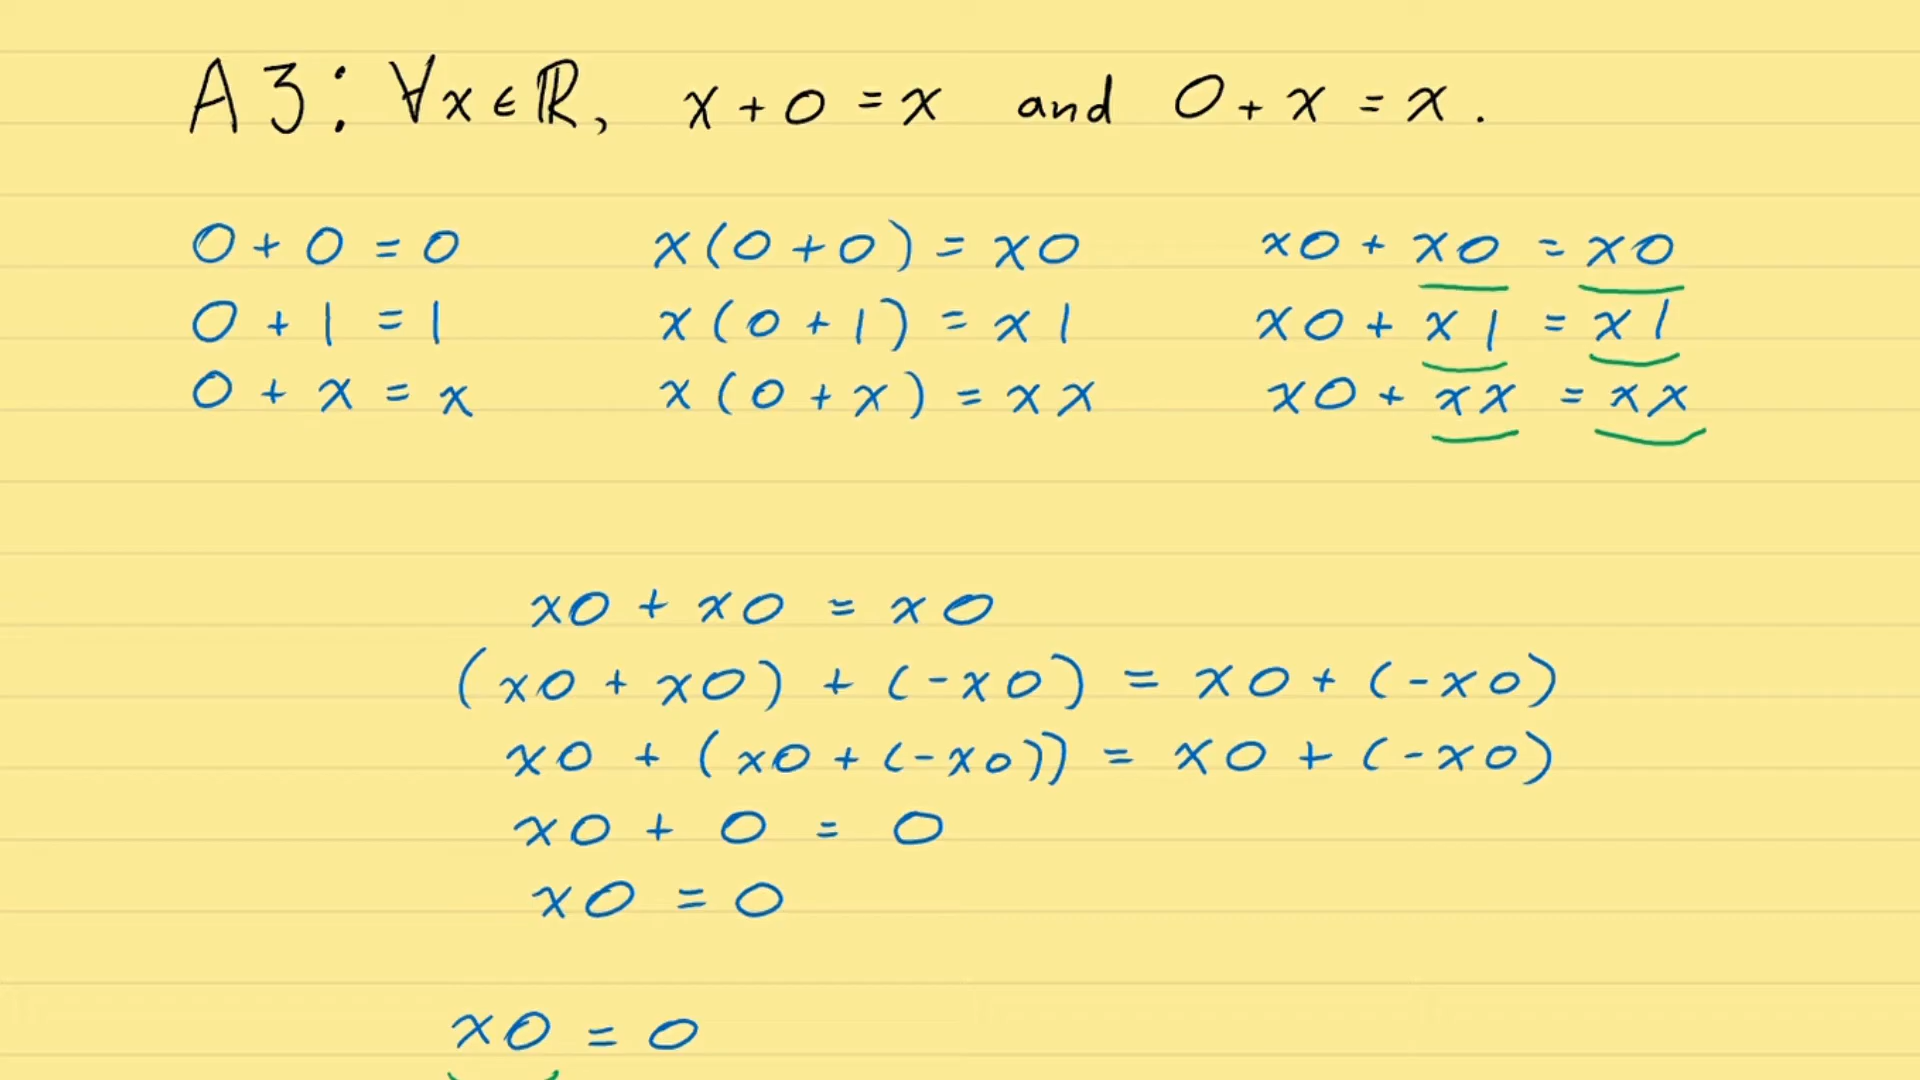 A3: ∀x∈ℝ, x + 0 = x and 0 + x = x.
0 + 0 = 0 x(0 + 0) = x0 x0 + x0 = x0
0 + 1 = 1 x(0 + 1) = x1 x0 + x1 = x1
0 + x = x x(0 + x) = xx x0 + xx = xx
x0 + x0 = x0
(x0 + x0) + (-x0) = x0 + (-x0)
x0 + (x0 + (-x0)) = x0 + (-x0)
x0 + 0 = 0
x0 = 0
x0 = 0